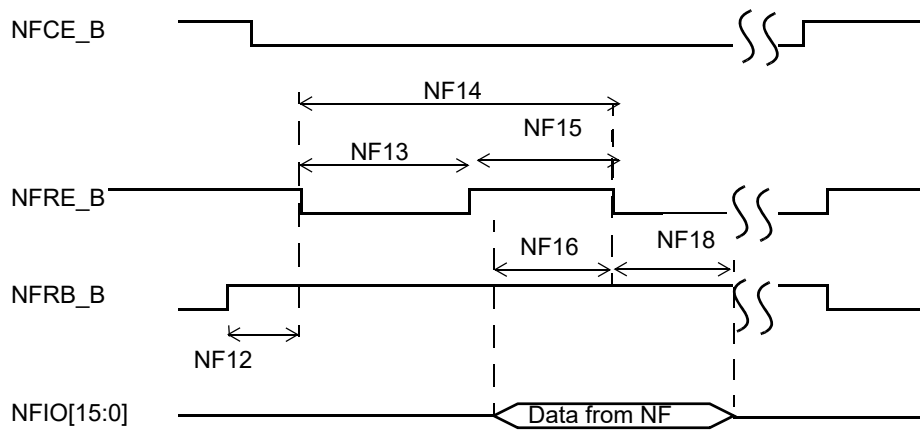 NFCE_B
NF14
NF15
NF13
NFRE_B
NF16
NF18
NFRB_B
NF12
NFIO[15:0]
Data from NF